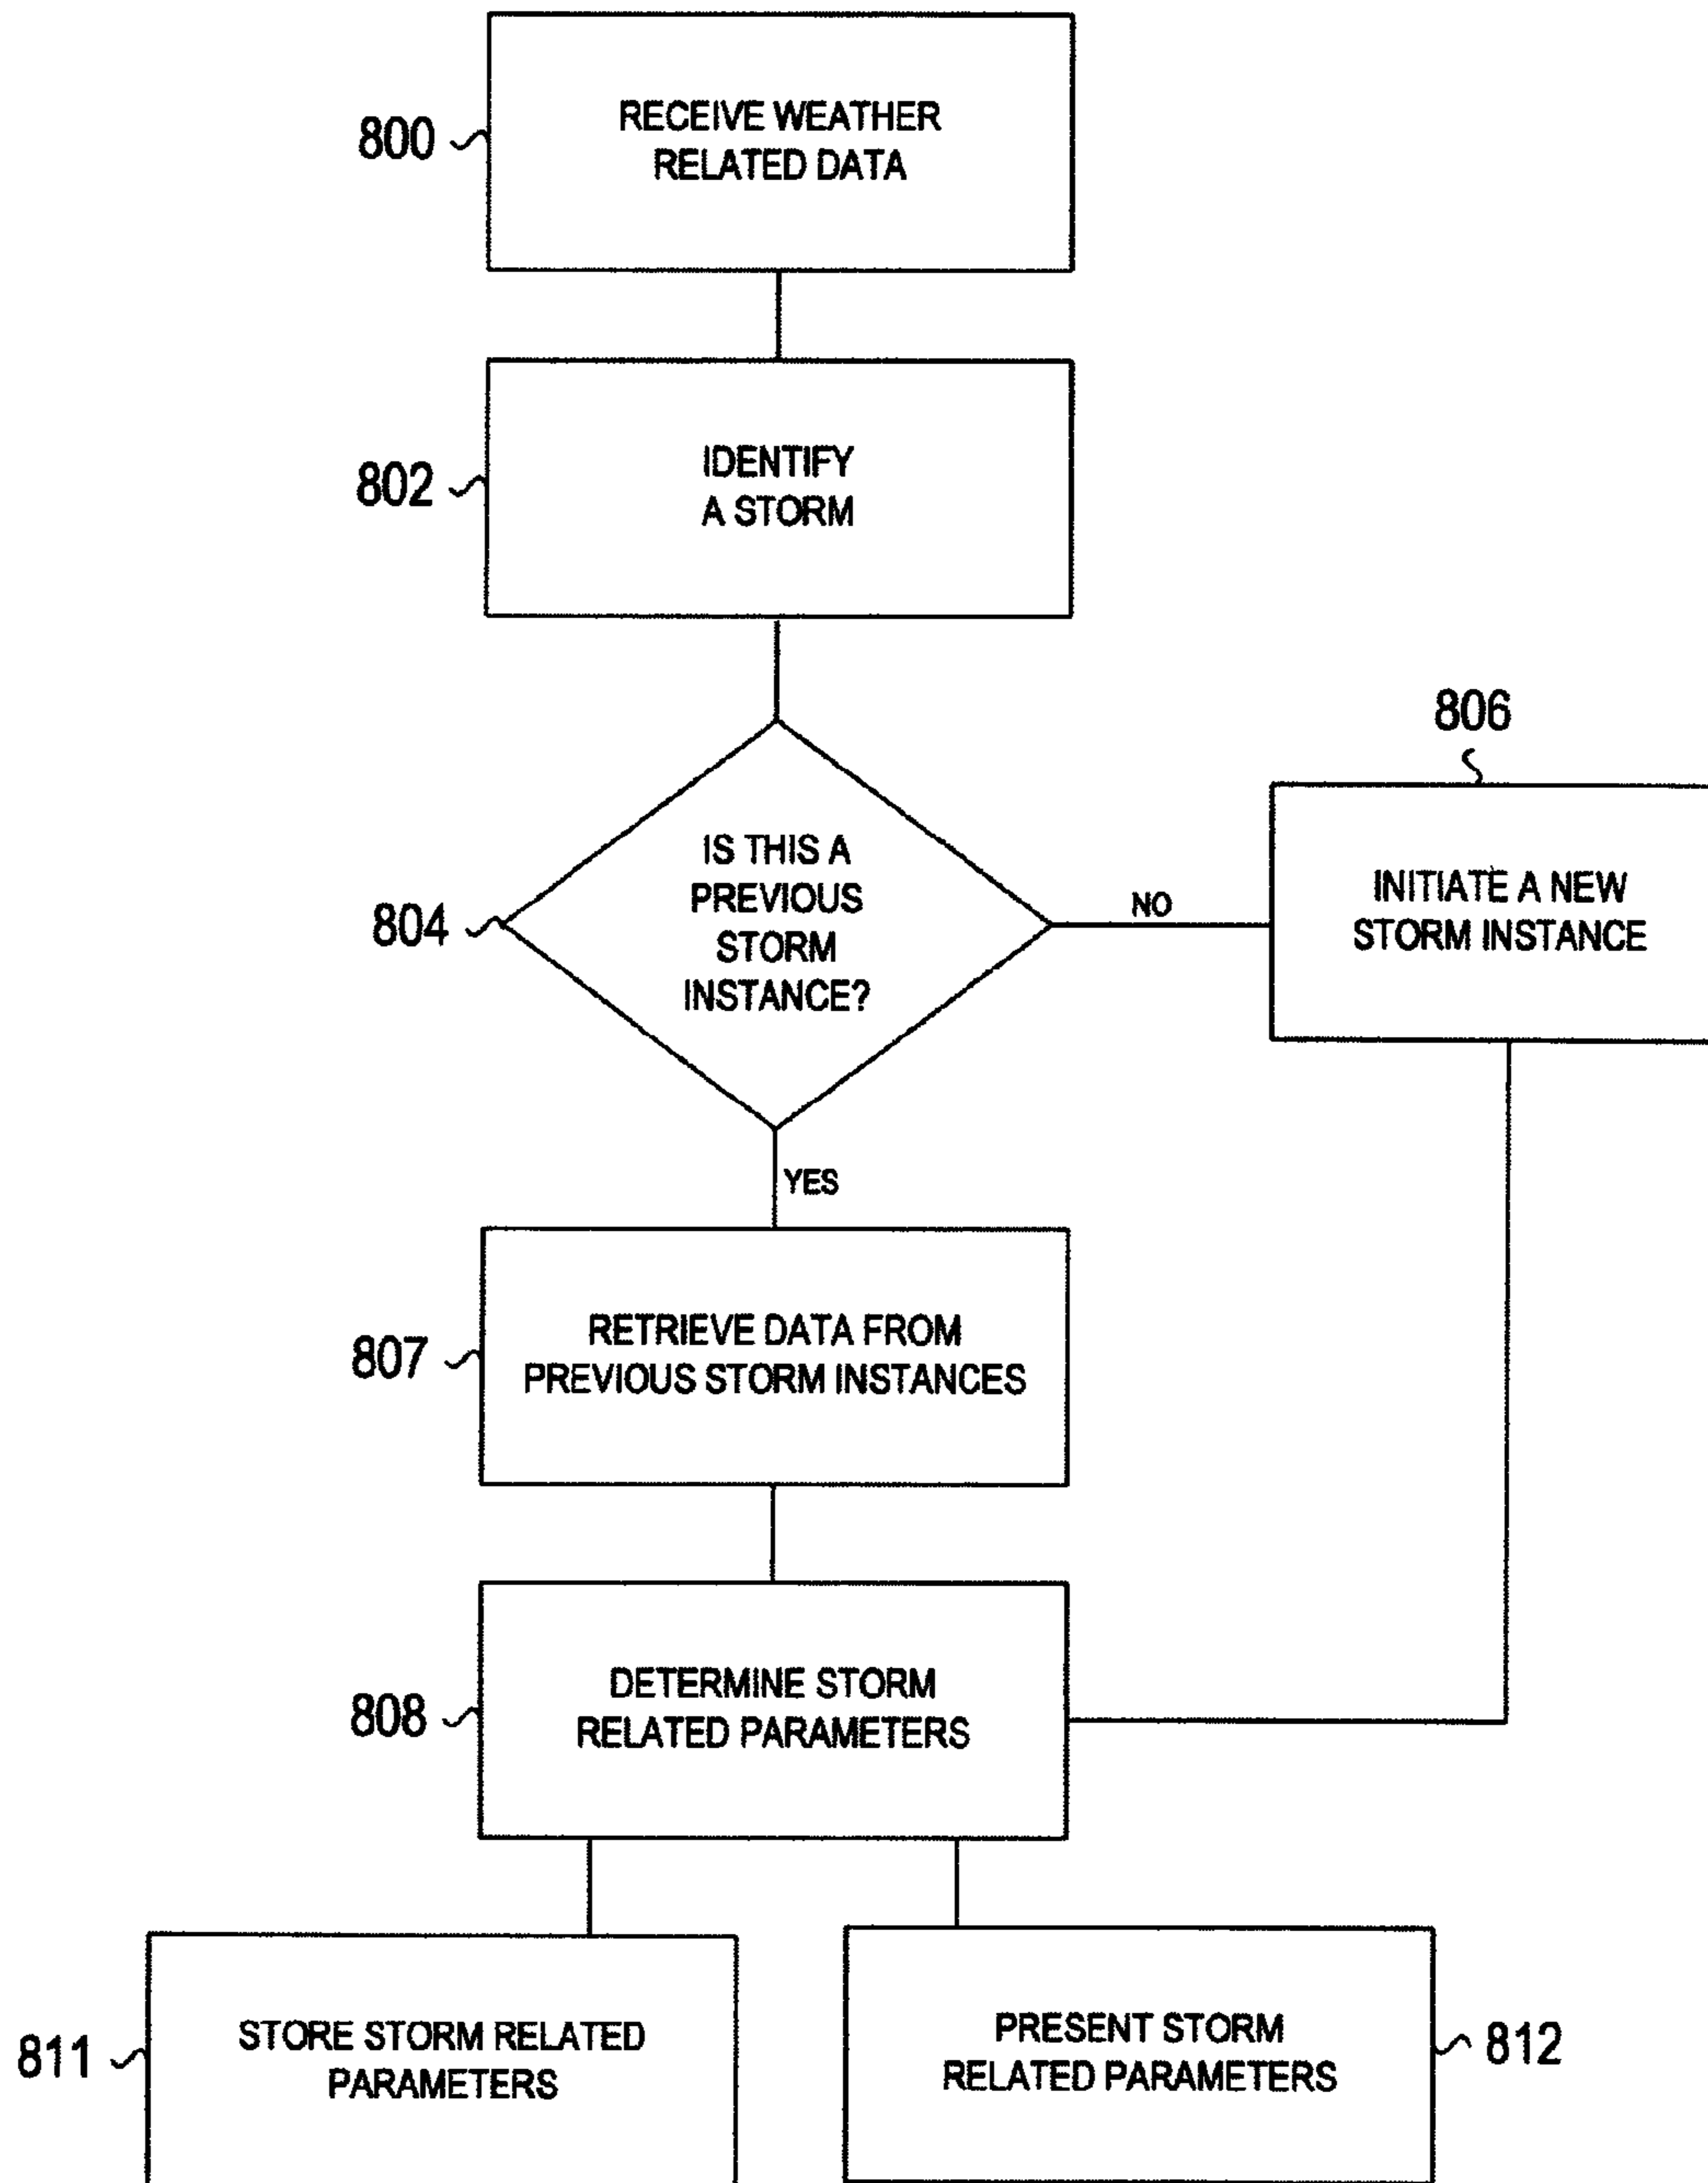 800
RECEIVE WEATHER
RELATED DATA
802
IDENTIFY
A STORM
804
IS THIS A
PREVIOUS
STORM
INSTANCE?
NO
806
INITIATE A NEW
STORM INSTANCE
YES
807
RETRIEVE DATA FROM
PREVIOUS STORM INSTANCES
808
DETERMINE STORM
RELATED PARAMETERS
811
STORE STORM RELATED
PARAMETERS
PRESENT STORM
RELATED PARAMETERS
812